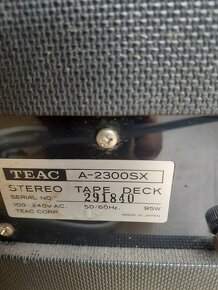 TEAC A-2300SX
STEREO TAPE DECK
SERIAL NO. 291840
100-240V AC. 50/60Hz. 95W
TEAC CORP. MADE IN JAPAN